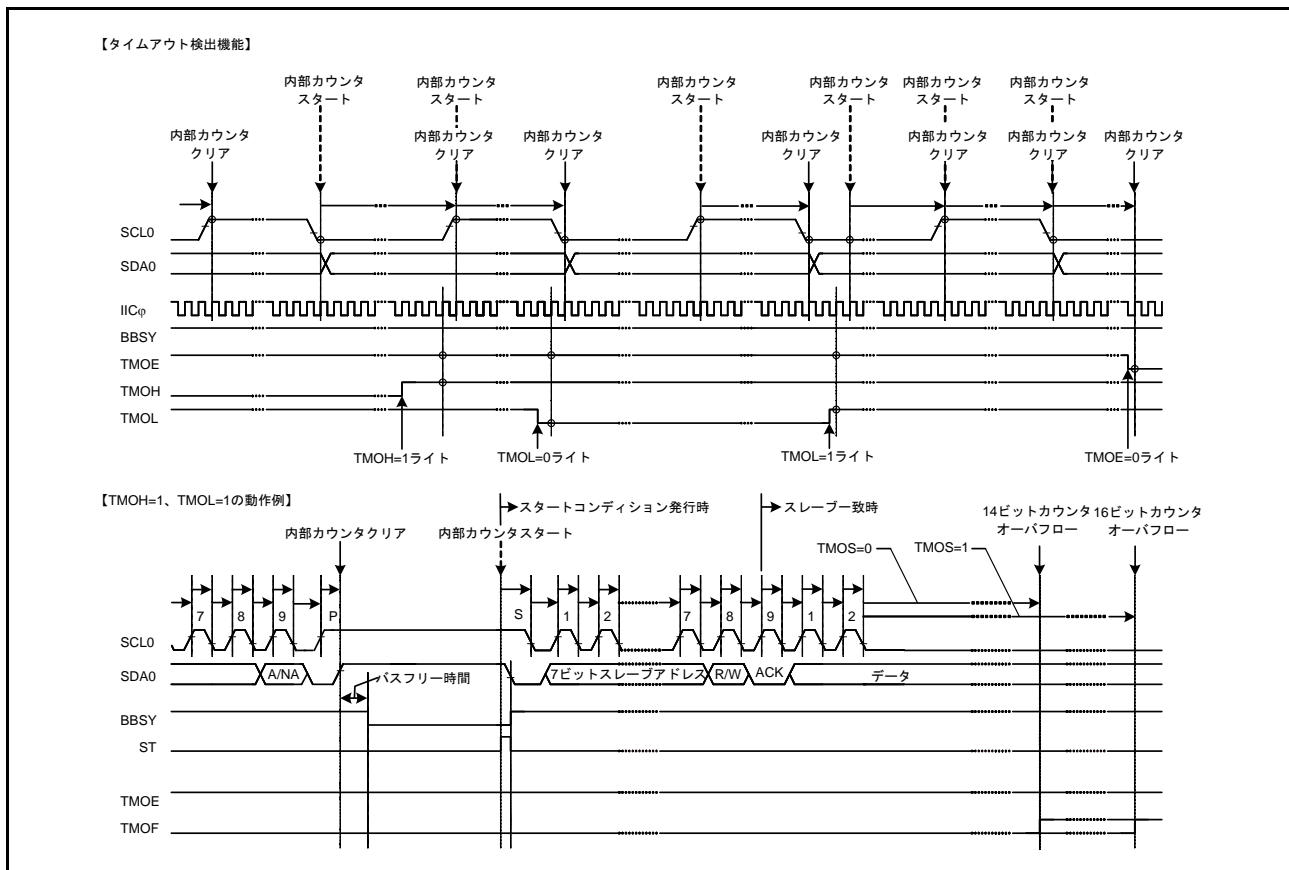 【タイムアウト検出機能】
内部カウンタ
スタート
内部カウンタ
スタート
内部カウンタ
スタート
内部カウンタ
スタート
内部カウンタ
スタート
内部カウンタ
スタート
内部カウンタ
クリア
内部カウンタ
クリア
内部カウンタ
クリア
内部カウンタ
クリア
内部カウンタ
クリア
内部カウンタ
クリア
内部カウンタ
クリア
SCL0
SDA0
IICφ
BBSY
TMOE
TMOH
TMOL
TMOH=1ライト
TMOL=0ライト
TMOL=1ライト
TMOE=0ライト
【TMOH=1、TMOL=1の動作例】
スタートコンディション発行時
スレーブ一致時
14ビットカウンタ
オーバフロー
16ビットカウンタ
オーバフロー
内部カウンタクリア
内部カウンタスタート
TMOS=0
TMOS=1
7 8 9 P S 1 2 7 8 9 1 2
SCL0
SDA0
A/NA
バスフリー時間
7ビットスレーブアドレス
R/W
ACK
データ
BBSY
ST
TMOE
TMOF